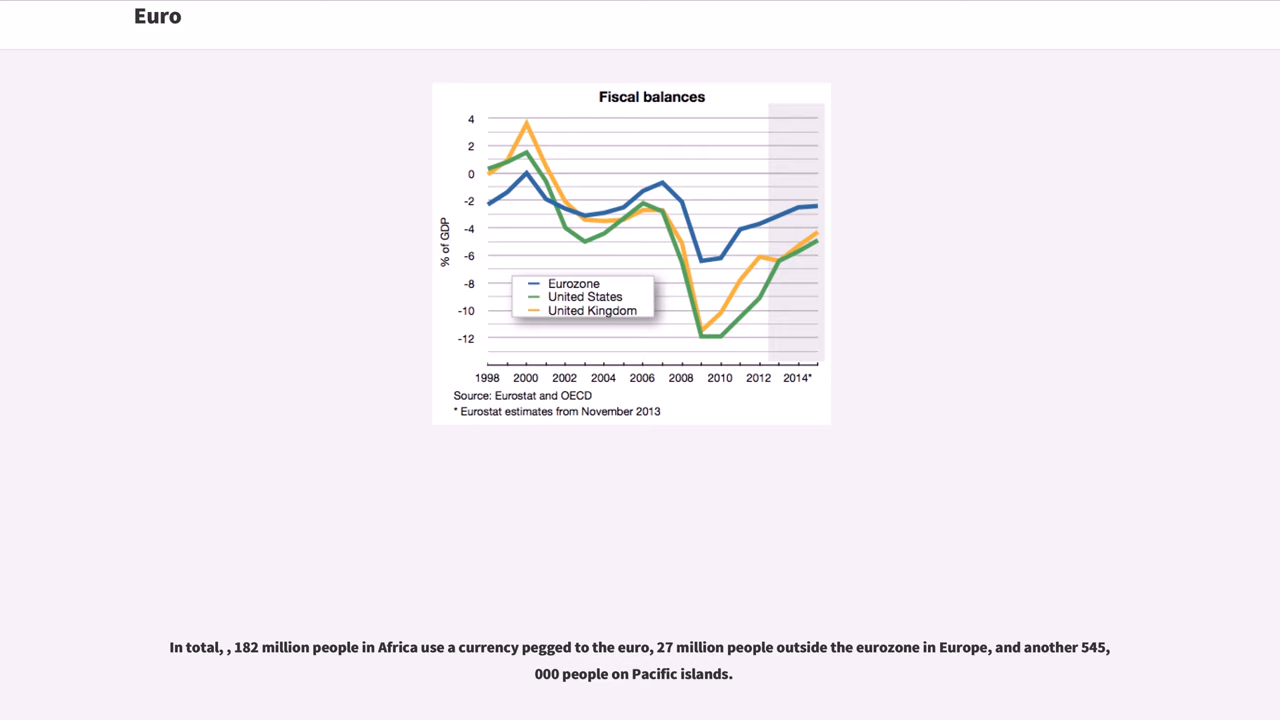 Euro
Fiscal balances
4
2
0
-2
-4
-6
-8
-10
-12
% of GDP
Eurozone
United States
United Kingdom
1998 2000 2002 2004 2006 2008 2010 2012 2014*
Source: Eurostat and OECD
* Eurostat estimates from November 2013
In total, , 182 million people in Africa use a currency pegged to the euro, 27 million people outside the eurozone in Europe, and another 545,
000 people on Pacific islands.